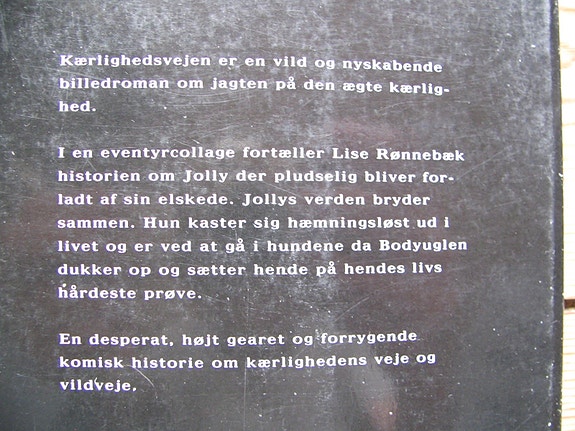 Kærlighedsvejen er en vild og nyskabende
billedroman om jagten på den ægte kærlig-
hed.
I en eventyrcollage fortæller Lise Rønnebæk
historien om Jolly der pludselig bliver for-
ladt af sin elskede. Jollys verden bryder
sammen. Hun kaster sig hæmningsløst ud i
livet og er ved at gå i hundene da Bodyuglen
dukker op og sætter hende på hendes livs
hårdeste prøve.
En desperat, højt gearet og forrygende
komisk historie om kærlighedens veje og
vildveje.